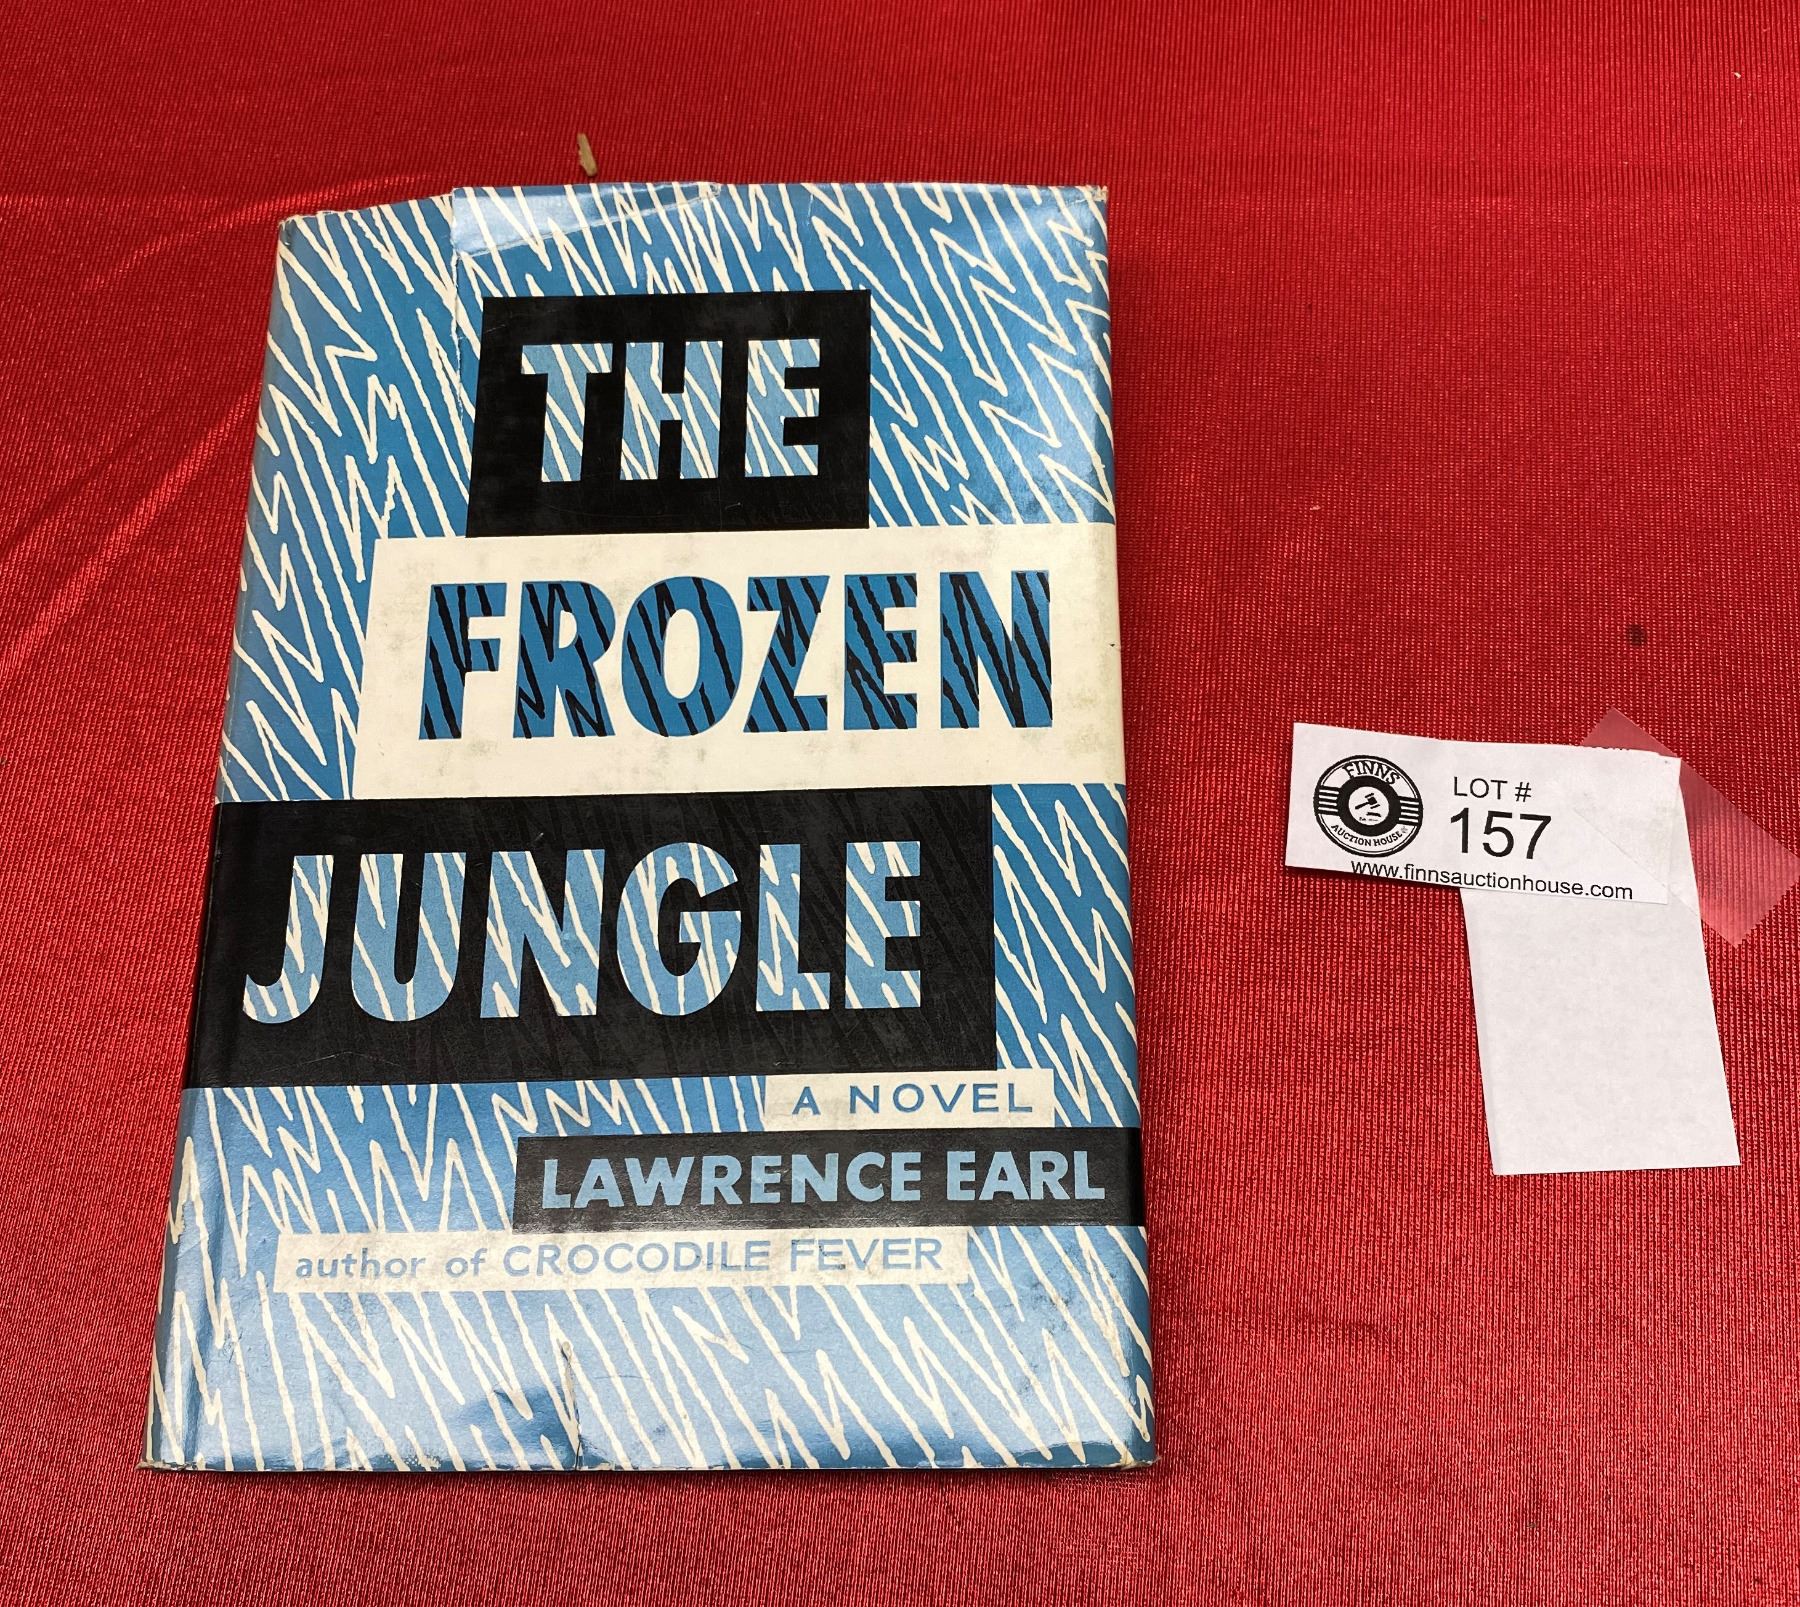 THE
FROZEN
JUNGLE
A NOVEL
LAWRENCE EARL
author of CROCODILE FEVER
FINNS
AUCTION HOUSE
LOT #
157
www.finnsauctionhouse.com